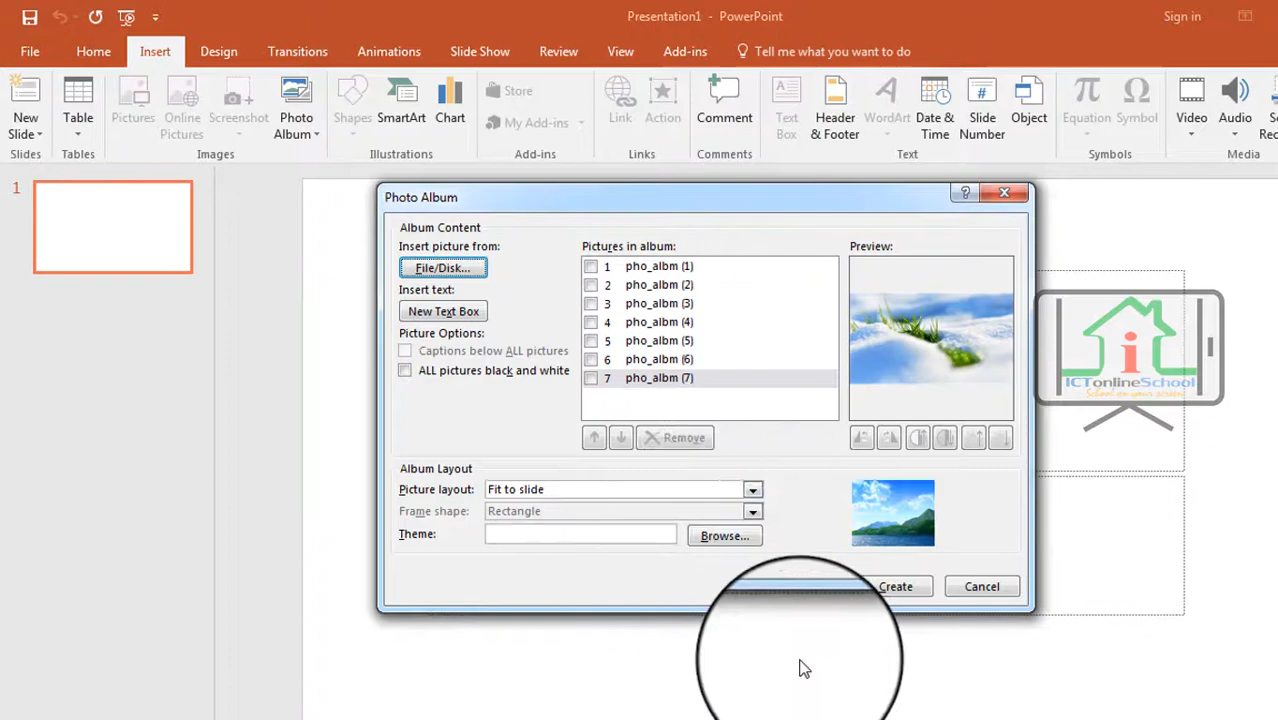 Presentation1 - PowerPoint
Sign in
File
Home
Insert
Design
Transitions
Animations
Slide Show
Review
View
Add-ins
Tell me what you want to do
New Slide
Table
Pictures
Online Pictures
Screenshot
Photo Album
Shapes
SmartArt
Chart
Store
My Add-ins
Link
Action
Comment
Text Box
Header & Footer
WordArt
Date & Time
Slide Number
Object
Equation
Symbol
Video
Audio
Slides
Tables
Images
Illustrations
Add-ins
Links
Comments
Text
Symbols
Media
1
Photo Album
Album Content
Insert picture from:
File/Disk...
Insert text:
New Text Box
Picture Options:
Captions below ALL pictures
ALL pictures black and white
Pictures in album:
1 pho_albm (1)
2 pho_albm (2)
3 pho_albm (3)
4 pho_albm (4)
5 pho_albm (5)
6 pho_albm (6)
7 pho_albm (7)
Remove
Preview:
Album Layout
Picture layout: Fit to slide
Frame shape: Rectangle
Theme:
Browse...
Create
Cancel
ICTonlineSchool
School on your screen